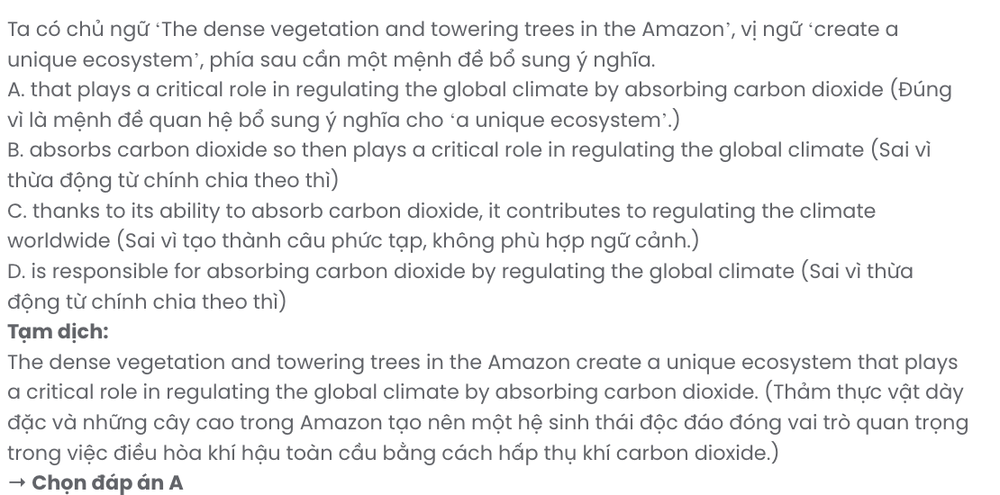 Ta có chủ ngữ ‘The dense vegetation and towering trees in the Amazon’, vị ngữ ‘create a
unique ecosystem’, phía sau cần một mệnh đề bổ sung ý nghĩa.
A. that plays a critical role in regulating the global climate by absorbing carbon dioxide (Đúng
vì là mệnh đề quan hệ bổ sung ý nghĩa cho ‘a unique ecosystem’.)
B. absorbs carbon dioxide so then plays a critical role in regulating the global climate (Sai vì
thừa động từ chính chia theo thì)
C. thanks to its ability to absorb carbon dioxide, it contributes to regulating the climate
worldwide (Sai vì tạo thành câu phức tạp, không phù hợp ngữ cảnh.)
D. is responsible for absorbing carbon dioxide by regulating the global climate (Sai vì thừa
động từ chính chia theo thì)
Tạm dịch:
The dense vegetation and towering trees in the Amazon create a unique ecosystem that plays
a critical role in regulating the global climate by absorbing carbon dioxide. (Thảm thực vật dày
đặc và những cây cao trong Amazon tạo nên một hệ sinh thái độc đáo đóng vai trò quan trọng
trong việc điều hòa khí hậu toàn cầu bằng cách hấp thụ khí carbon dioxide.)
→ Chọn đáp án A